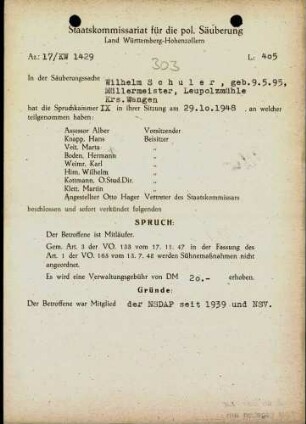 Staatskommissariat für die pol. Säuberung
Land Württemberg-Hohenzollern
Az.: 17/KW 1429
L: 405
303
In der Säuberungssache Wilhelm Schuler, geb.9.5.95,
Müllermeister, Leupolzmühle
Krs.Wangen
hat die Spruchkammer IX in ihrer Sitzung am 29.10.1948, an welcher
teilgenommen haben:
Assessor Alber Vorsitzender
Knapp, Hans Beisitzer
Veit, Marta "
Boden, Hermann "
Weiner, Karl "
Him, Wilhelm "
Kottmann, O.Stud.Dir. "
Klett, Martin "
Angestellter Otto Hager Vertreter des Staatskommissars
beschlossen und sofort verkündet folgenden
SPRUCH:
Der Betroffene ist Mitläufer.
Gem. Art. 3 der VO. 133 vom 17. 11. 47 in der Fassung des
Art. 1 der VO. 165 vom 13. 7. 48 werden Sühnemaßnahmen nicht
angeordnet.
Es wird eine Verwaltungsgebühr von DM 20.- erhoben.
Gründe:
Der Betroffene war Mitglied der NSDAP seit 1939 und NSV.